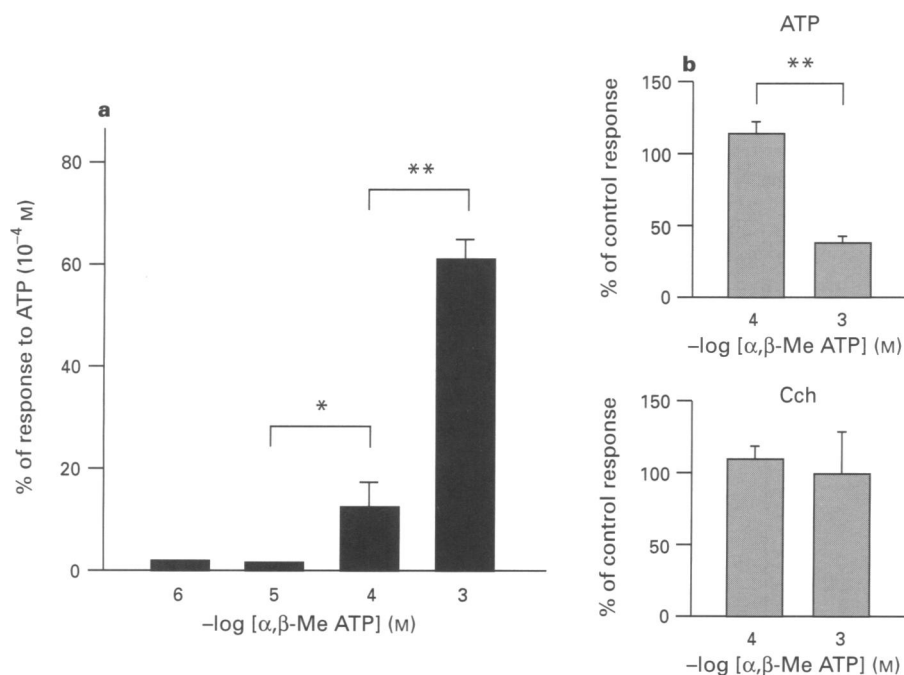 a
% of response to ATP (10⁻⁴ M)
80
60
40
20
0
*
**
6 5 4 3
–log [α,β-Me ATP] (M)
ATP
b
**
% of control response
150
100
50
0
4 3
–log [α,β-Me ATP] (M)
Cch
% of control response
150
100
50
0
4 3
–log [α,β-Me ATP] (M)